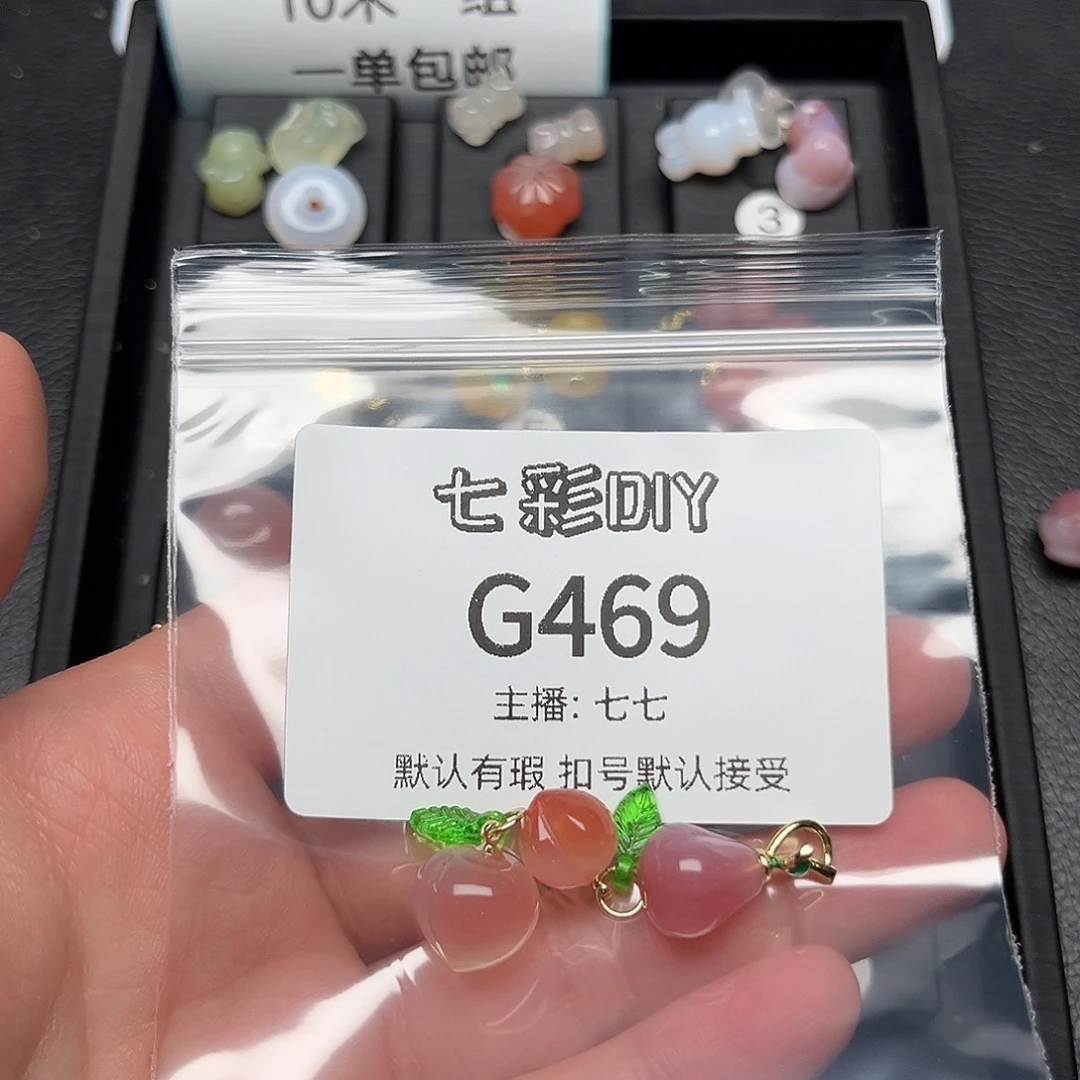 一单包邮
3
七彩DIY
G469
主播：七七
默认有瑕 扣号默认接受